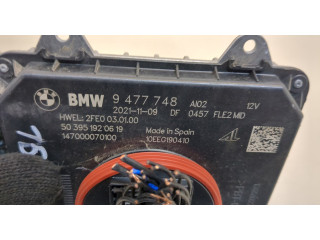 BMW 9 477 748 AI02 12V
2021-11-09 DF 0457 FLE2 MID
HWEL: 2FE0 03.01.00
50 395 192 06 19 Made in Spain
147000070100 10EEG190410